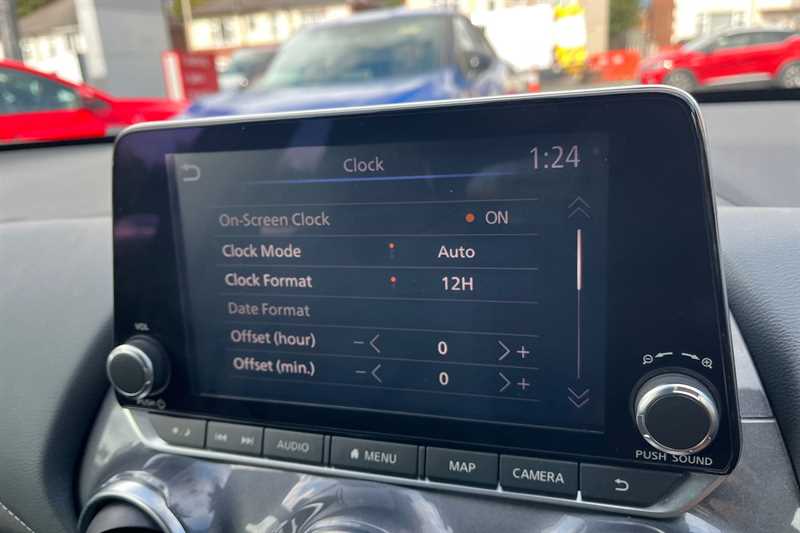 Clock 1:24
On-Screen Clock ON
Clock Mode Auto
Clock Format 12H
Date Format
Offset (hour) − 0 +
Offset (min.) − 0 +
VOL
AUDIO MENU MAP CAMERA
PUSH SOUND